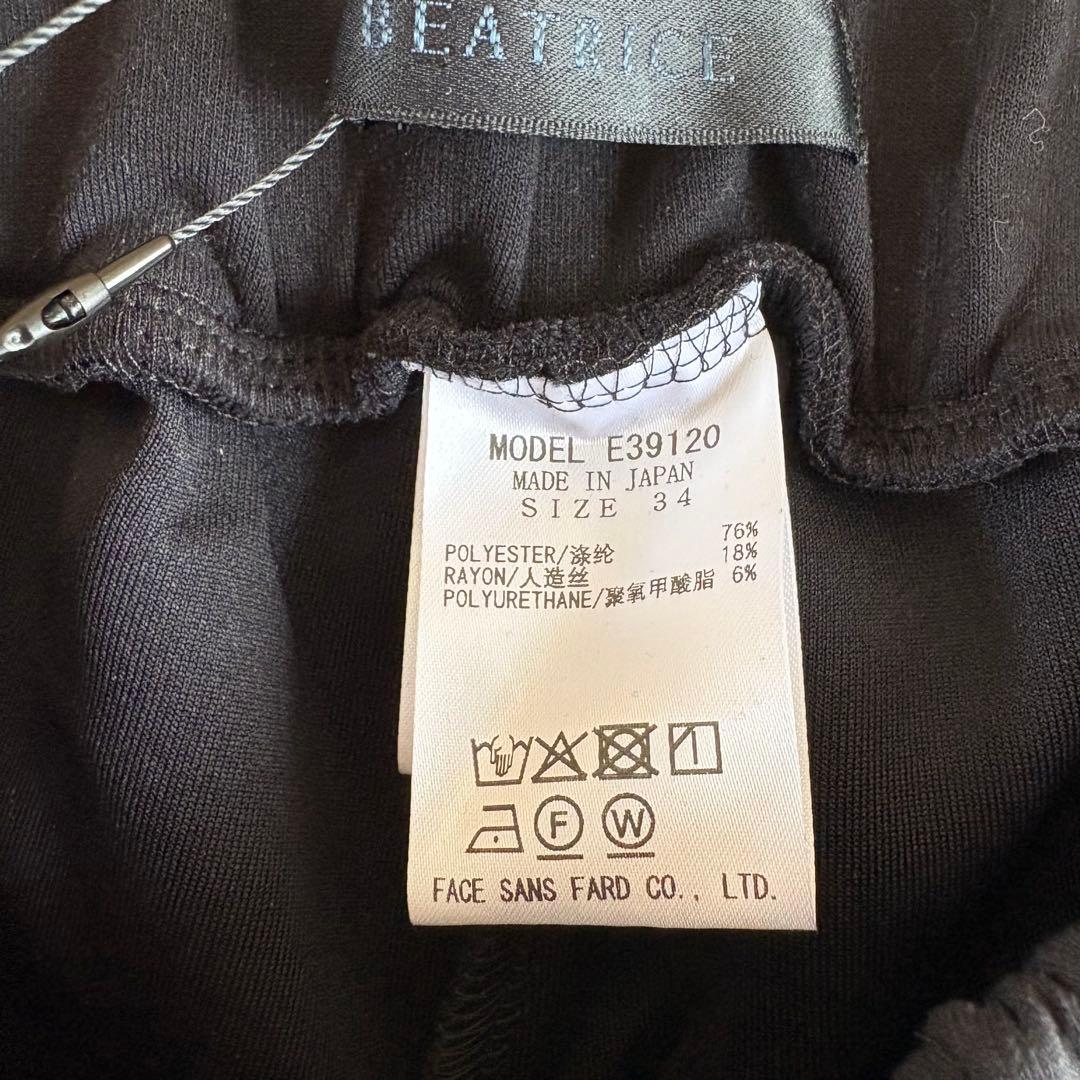 BEATRICE
MODEL E39120
MADE IN JAPAN
SIZE 34
POLYESTER/涤纶 76%
RAYON/人造丝 18%
POLYURETHANE/聚氧甲酸脂 6%
F W
FACE SANS FARD CO., LTD.